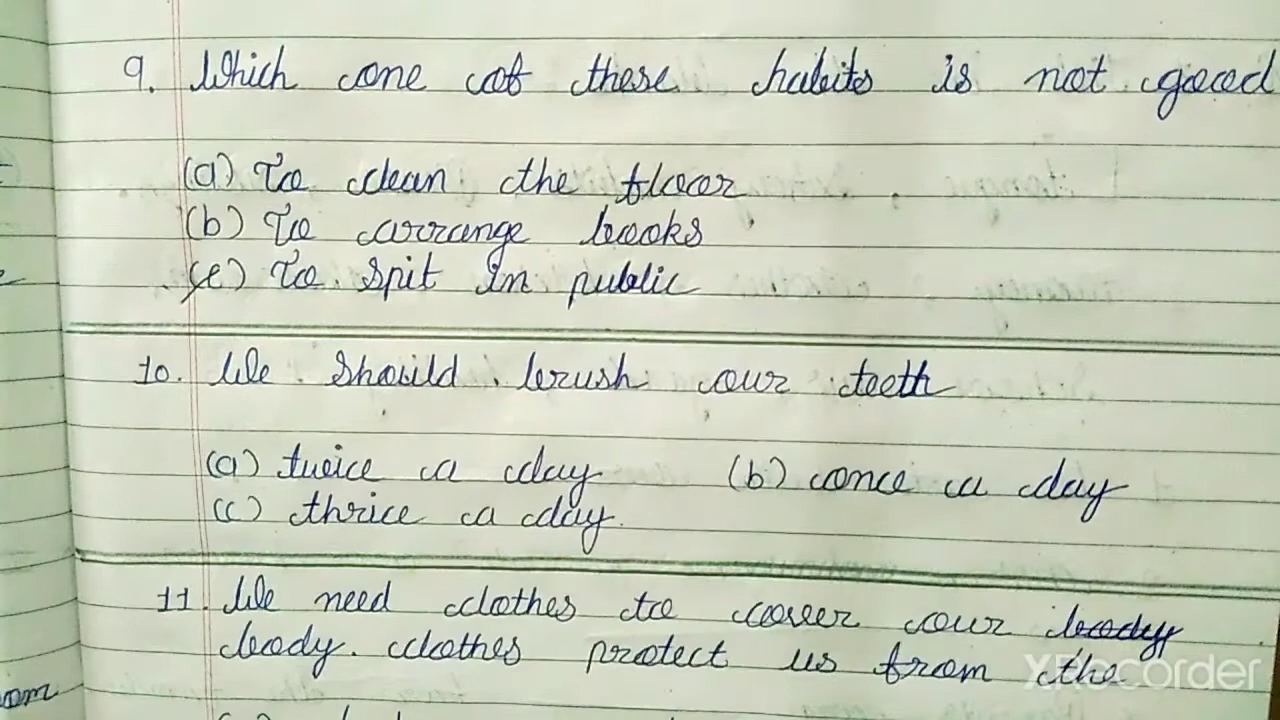 9. Which one of these habits is not good
(a) To clean the floor
(b) To arrange books
(c) To spit in public
10. We should brush our teeth
(a) twice a day (b) once a day
(c) thrice a day.
11. We need clothes to cover our body
body. clothes protect us from the
XRecorder
om